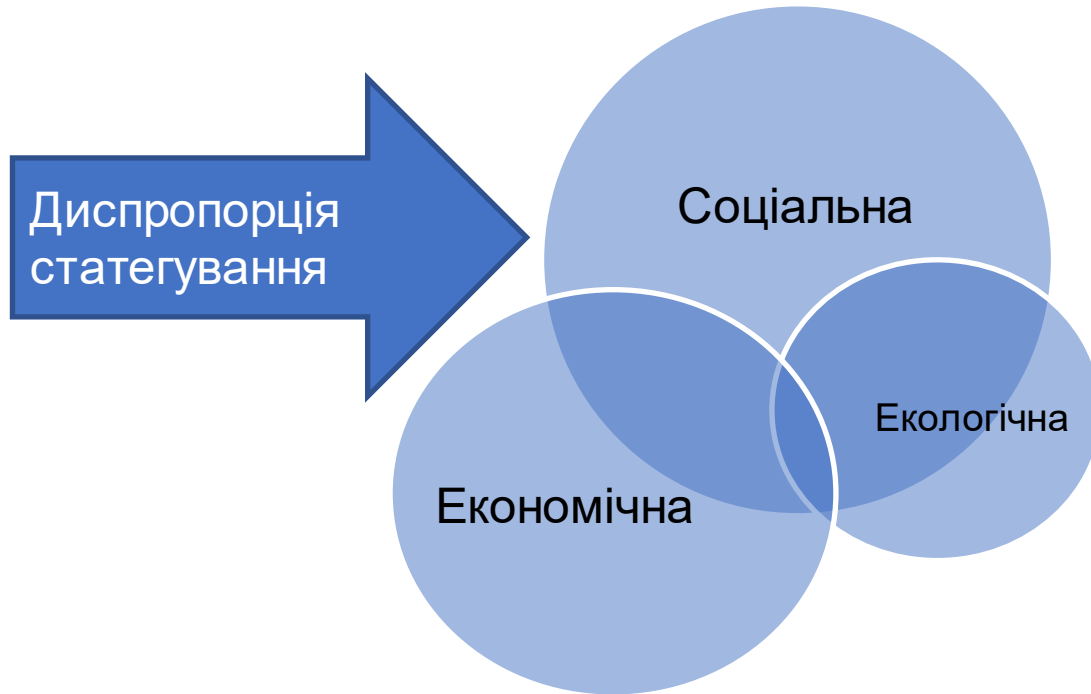 Диспропорція
статегування
Соціальна
Екологічна
Економічна